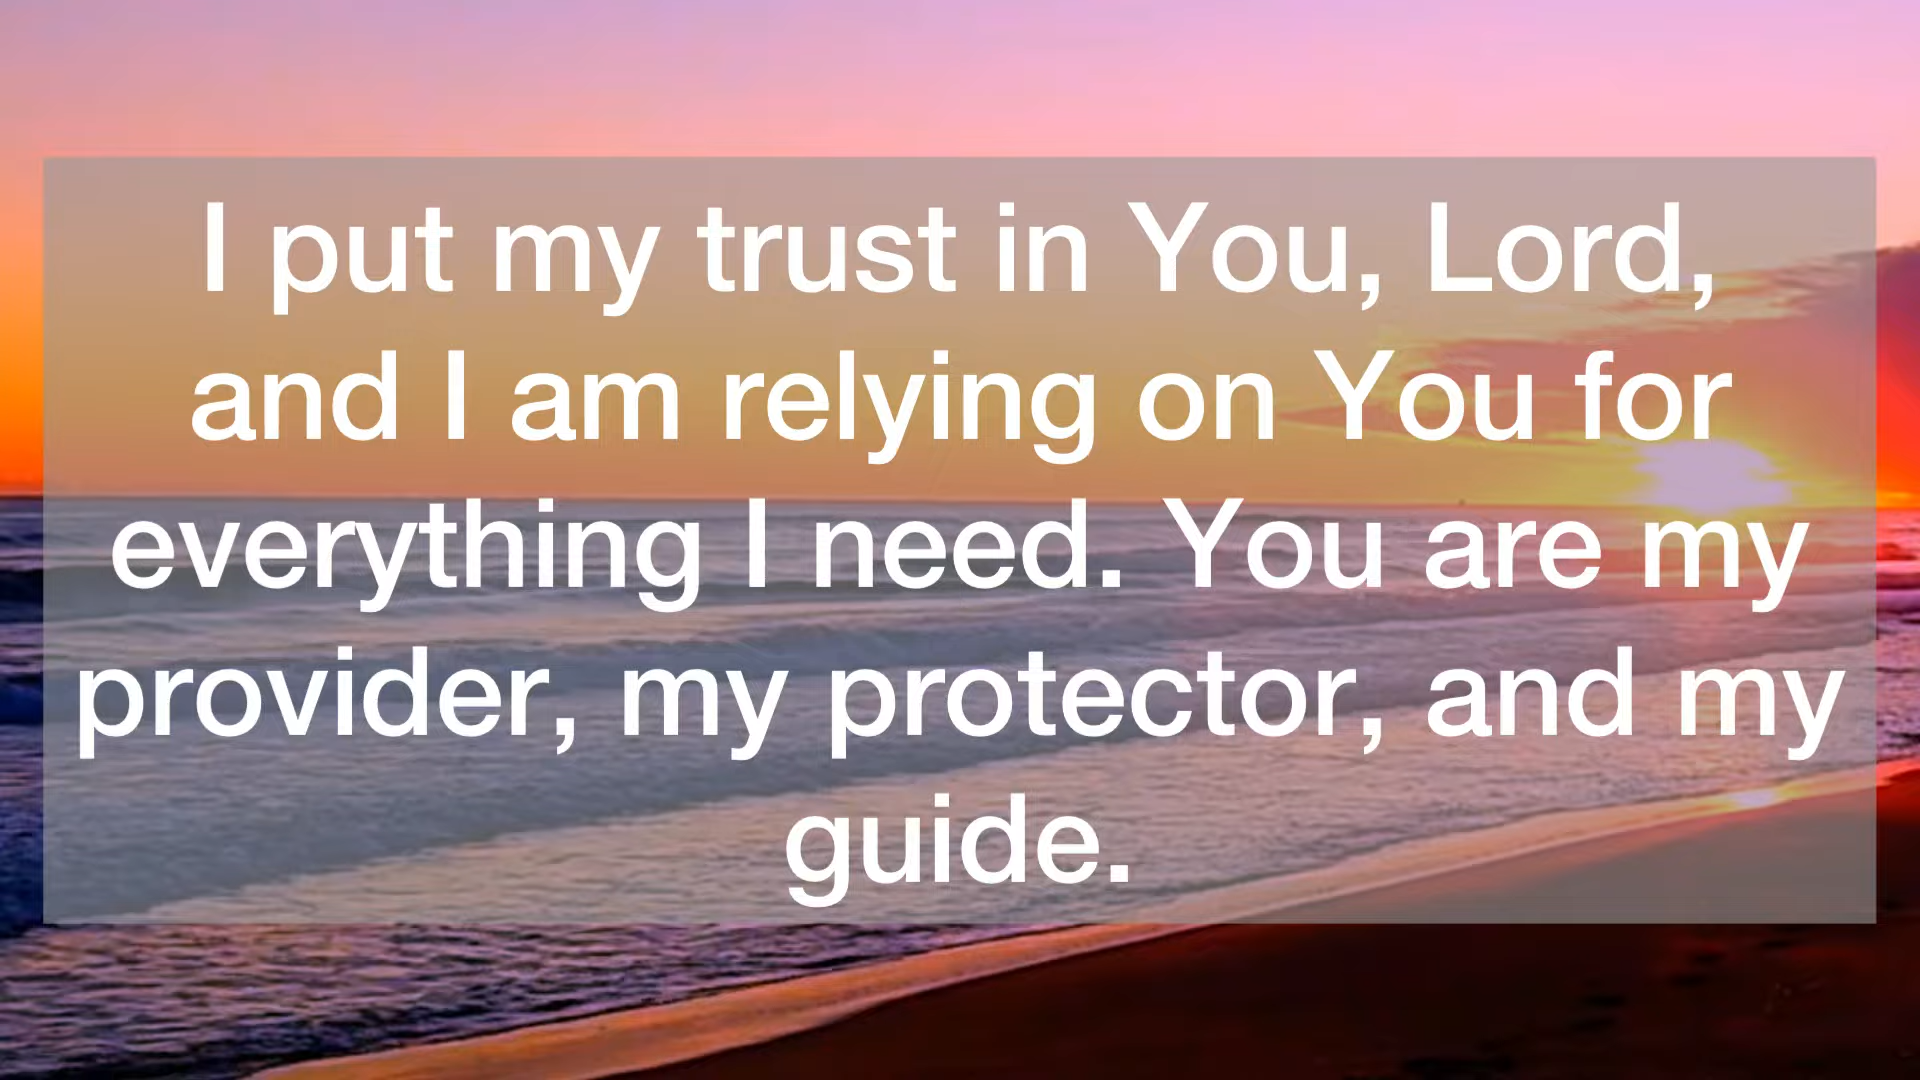 I put my trust in You, Lord,
and I am relying on You for
everything I need. You are my
provider, my protector, and my
guide.